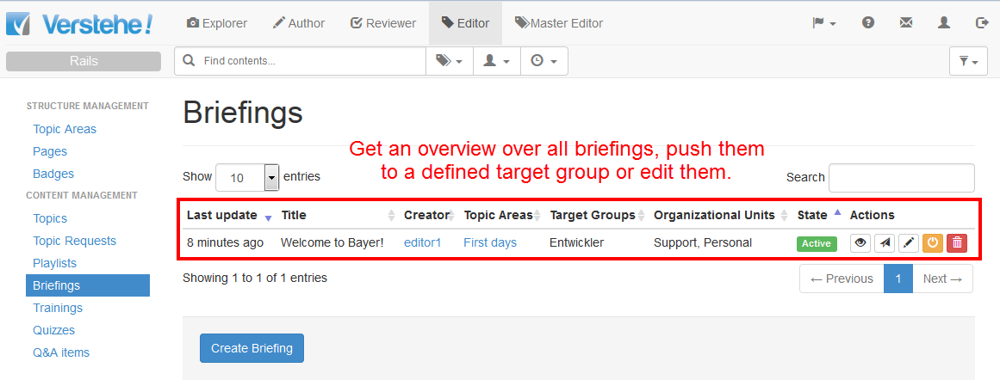 Verstehe!
Explorer Author Reviewer Editor Master Editor
Rails
Find contents...
STRUCTURE MANAGEMENT
Topic Areas
Pages
Badges
CONTENT MANAGEMENT
Topics
Topic Requests
Playlists
Briefings
Trainings
Quizzes
Q&A items
Briefings
Get an overview over all briefings, push them
to a defined target group or edit them.
Show 10 entries
Search
Last update Title Creator Topic Areas Target Groups Organizational Units State Actions
8 minutes ago Welcome to Bayer! editor1 First days Entwickler Support, Personal Active
Showing 1 to 1 of 1 entries
← Previous 1 Next →
Create Briefing